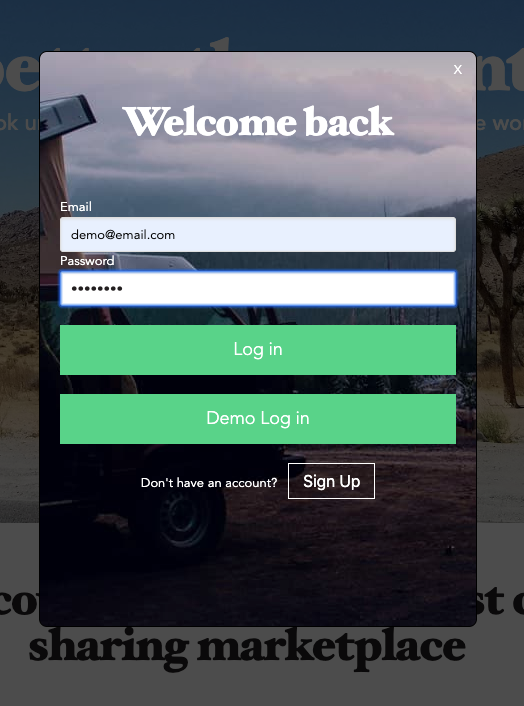 x
Welcome back
Email
demo@email.com
Password
••••••••
Log in
Demo Log in
Don't have an account? Sign Up
sharing marketplace